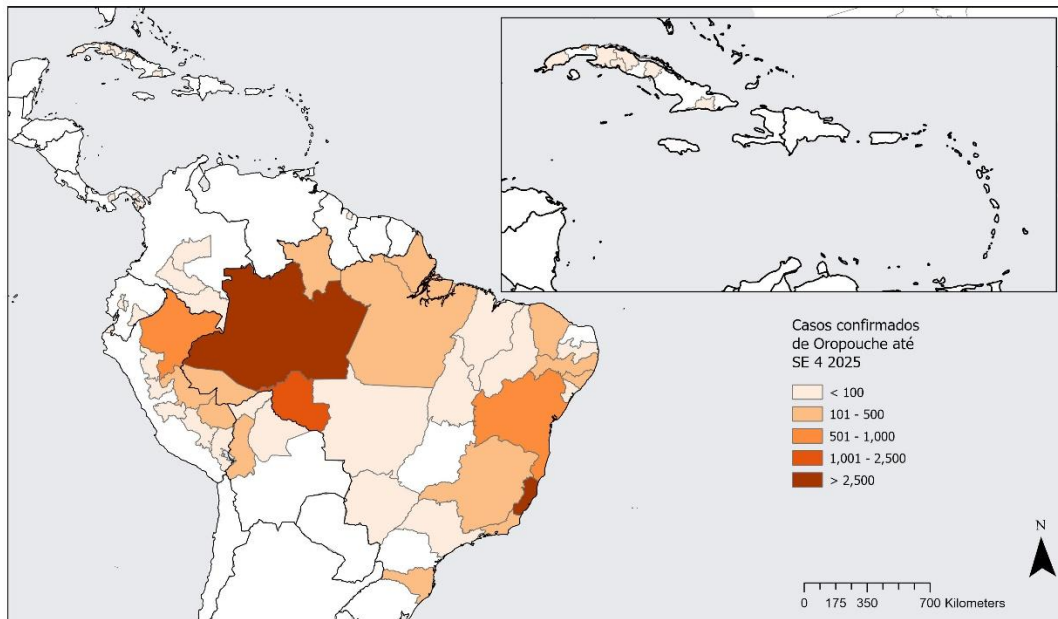 Casos confirmados
de Oropouche até
SE 4 2025
< 100
101 - 500
501 - 1,000
1,001 - 2,500
> 2,500
N
0 175 350 700 Kilometers